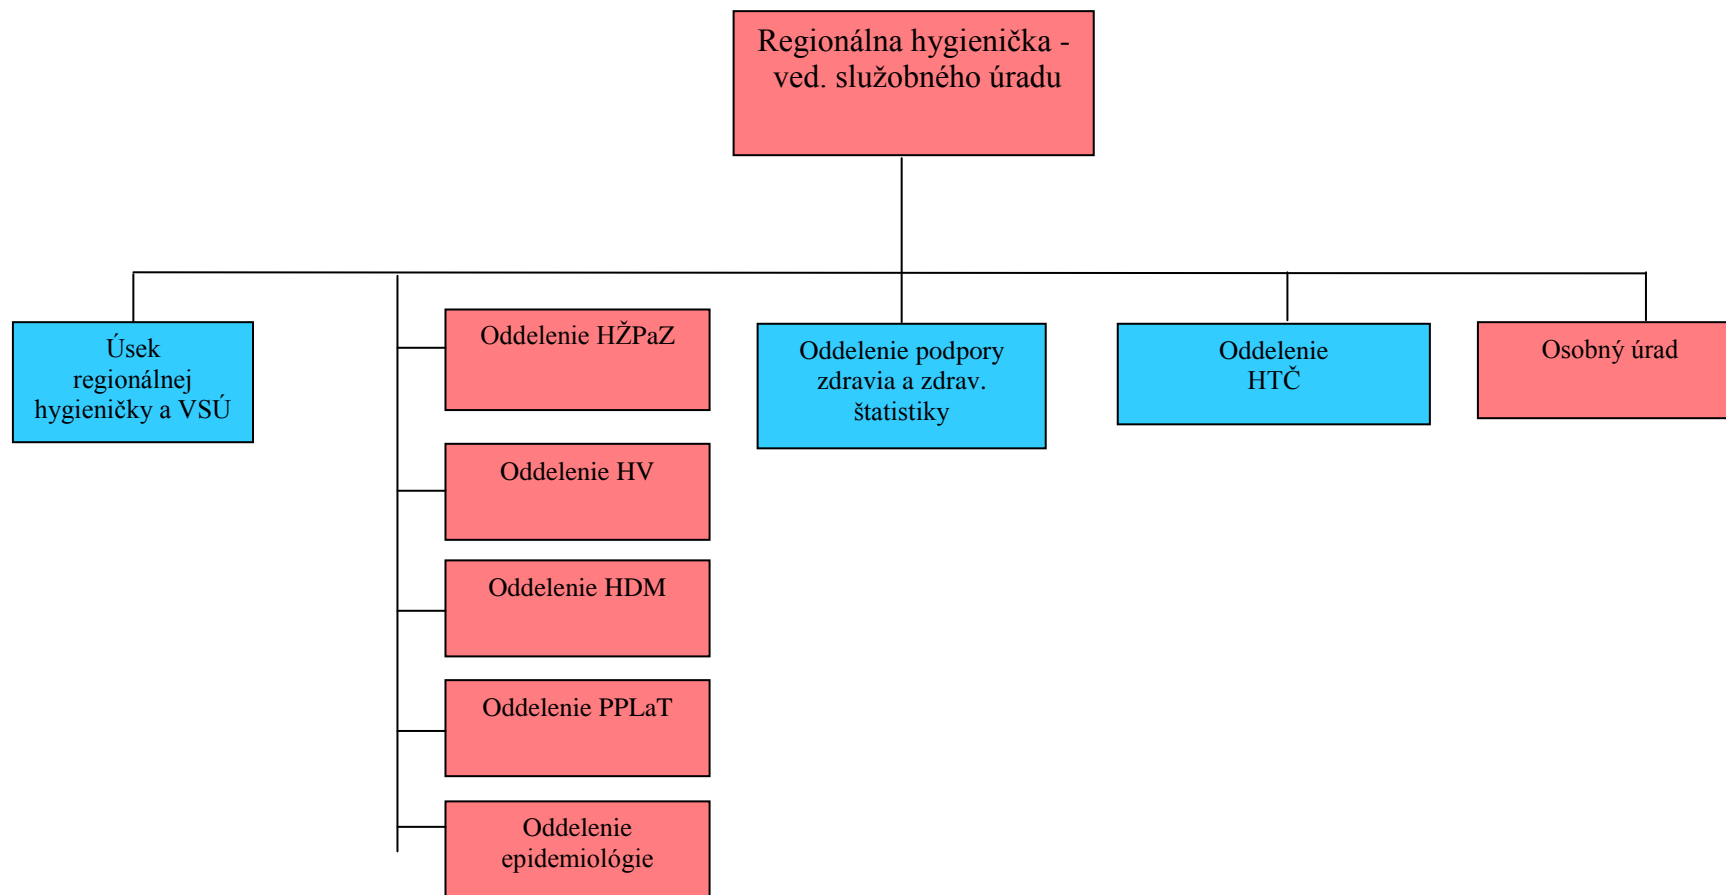 Regionálna hygienička -
ved. služobného úradu
Úsek
regionálnej
hygieničky a VSÚ
Oddelenie HŽPaZ
Oddelenie HV
Oddelenie HDM
Oddelenie PPLaT
Oddelenie
epidemiológie
Oddelenie podpory
zdravia a zdrav.
štatistiky
Oddelenie
HTČ
Osobný úrad